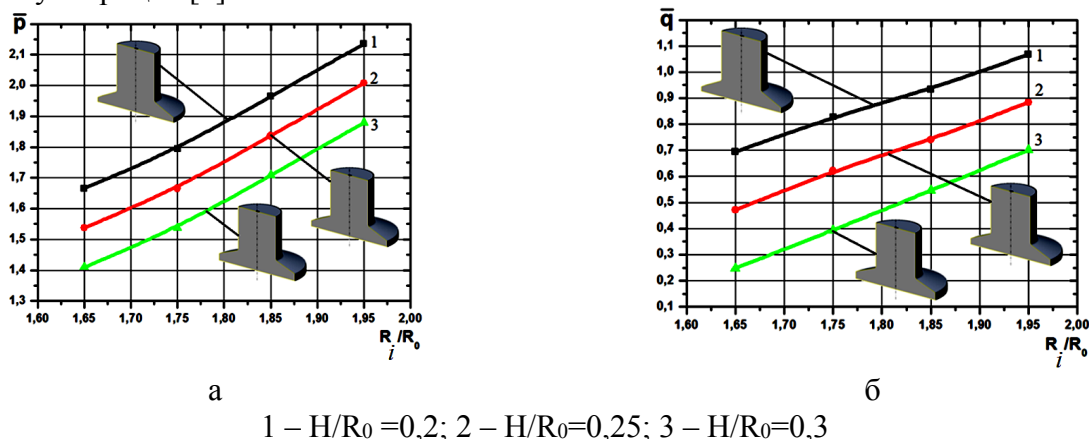 p̅
2,1
2,0
1,9
1,8
1,7
1,6
1,5
1,4
1,3
1,60 1,65 1,70 1,75 1,80 1,85 1,90 1,95 2,00
R i /R₀
1
2
3
а
q̅
1,1
1,0
0,9
0,8
0,7
0,6
0,5
0,4
0,3
0,2
0,1
1,60 1,65 1,70 1,75 1,80 1,85 1,90 1,95 2,00
R i /R₀
1
2
3
б
1 – H/R₀ =0,2; 2 – H/R₀=0,25; 3 – H/R₀=0,3